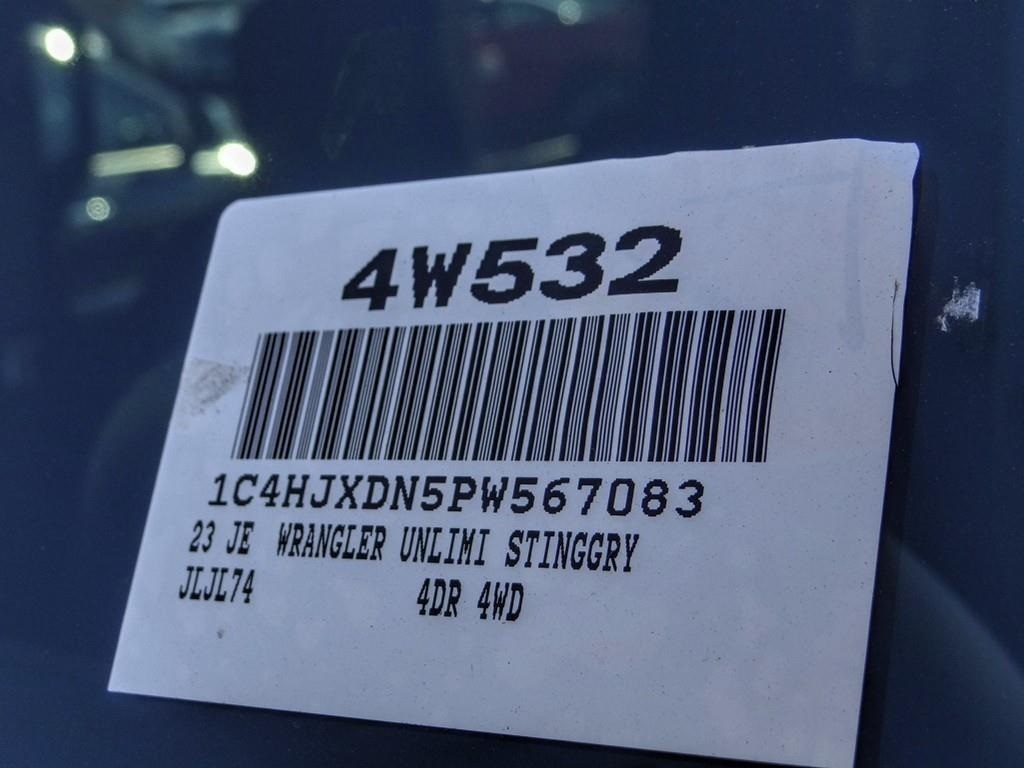 4W532
1C4HJXDN5PW567083
23 JE WRANGLER UNLIMI STINGGRY
JLJL74 4DR 4WD